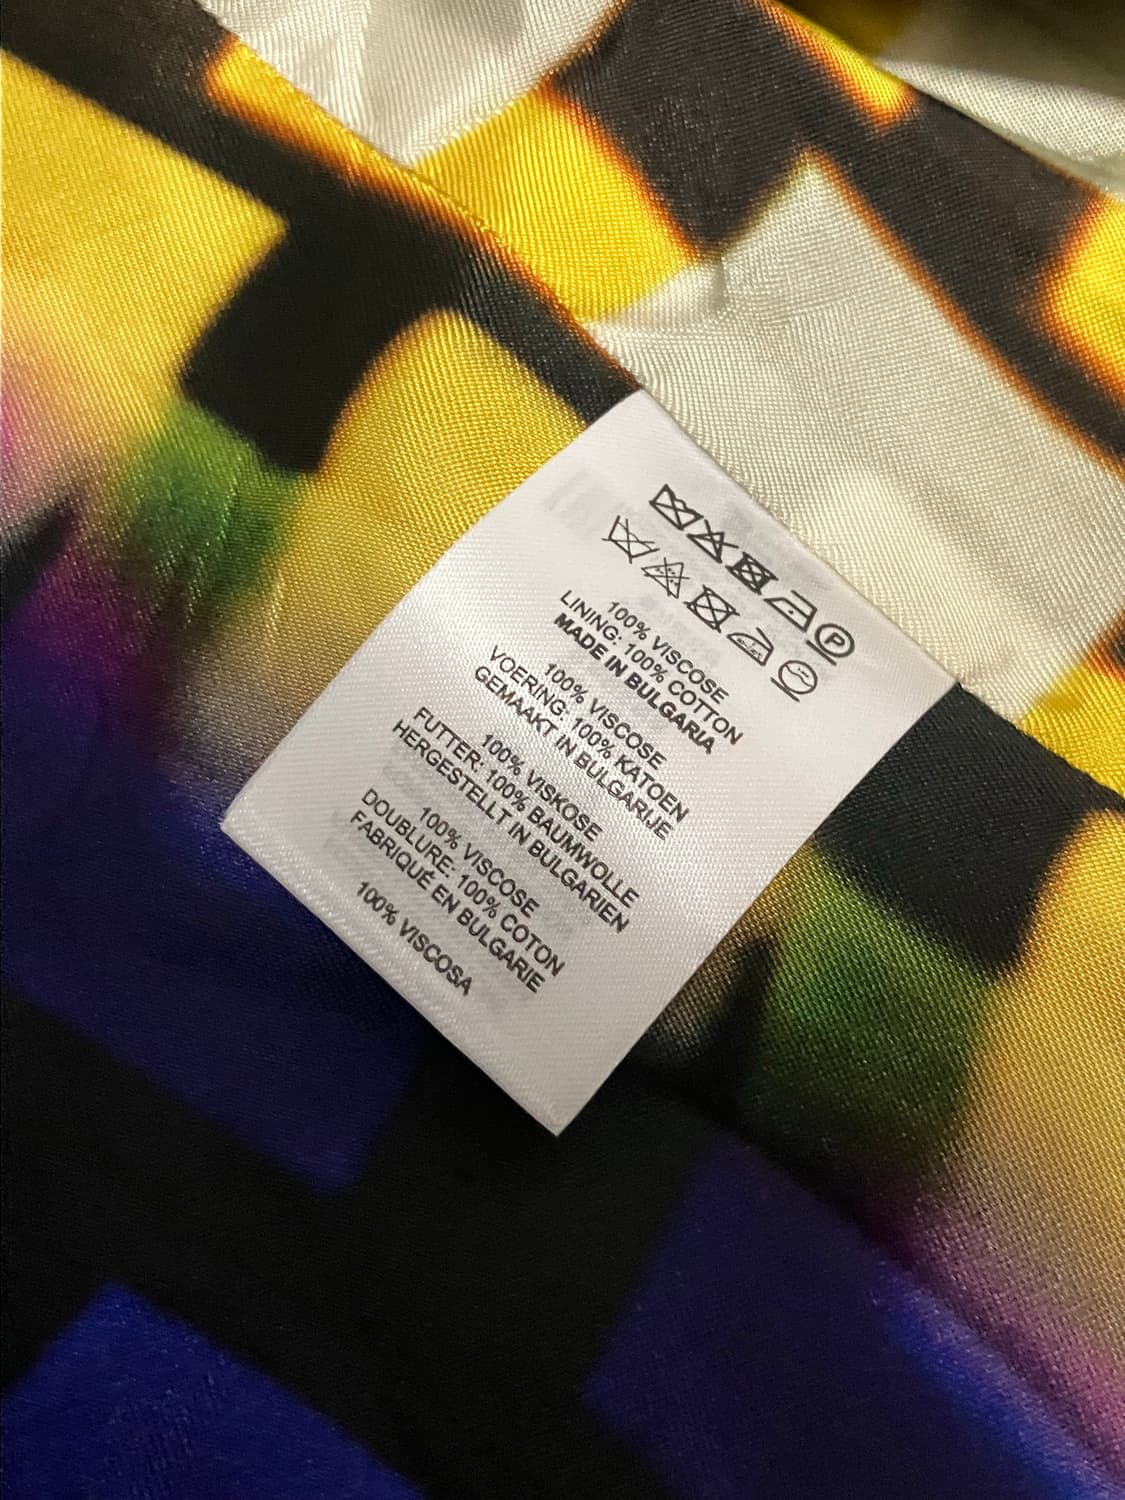 P
100% VISCOSE
LINING: 100% COTTON
MADE IN BULGARIA
100% VISCOSE
VOERING: 100% KATOEN
GEMAAKT IN BULGARIJE
100% VISKOSE
FUTTER: 100% BAUMWOLLE
HERGESTELLT IN BULGARIEN
100% VISCOSE
DOUBLURE: 100% COTON
FABRIQUÉ EN BULGARIE
100% VISCOSA